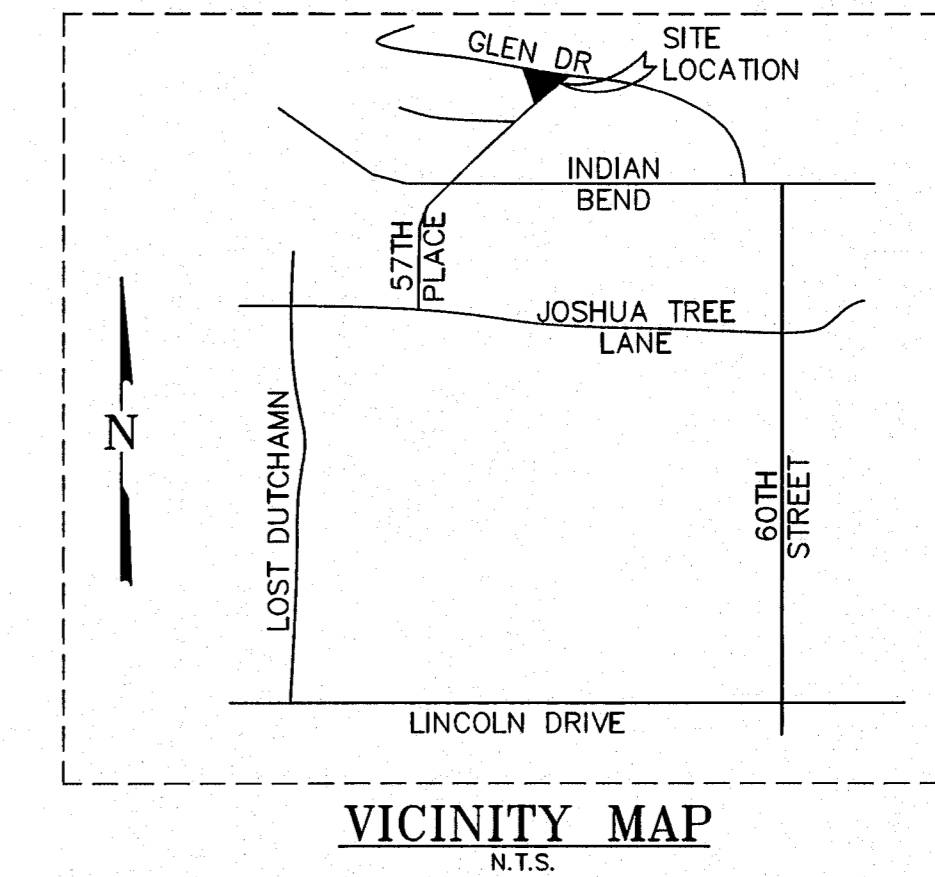 GLEN DR
SITE
LOCATION
INDIAN
BEND
57TH
PLACE
JOSHUA TREE
LANE
N
LOST DUTCHAMN
60TH
STREET
LINCOLN DRIVE
VICINITY MAP
N.T.S.